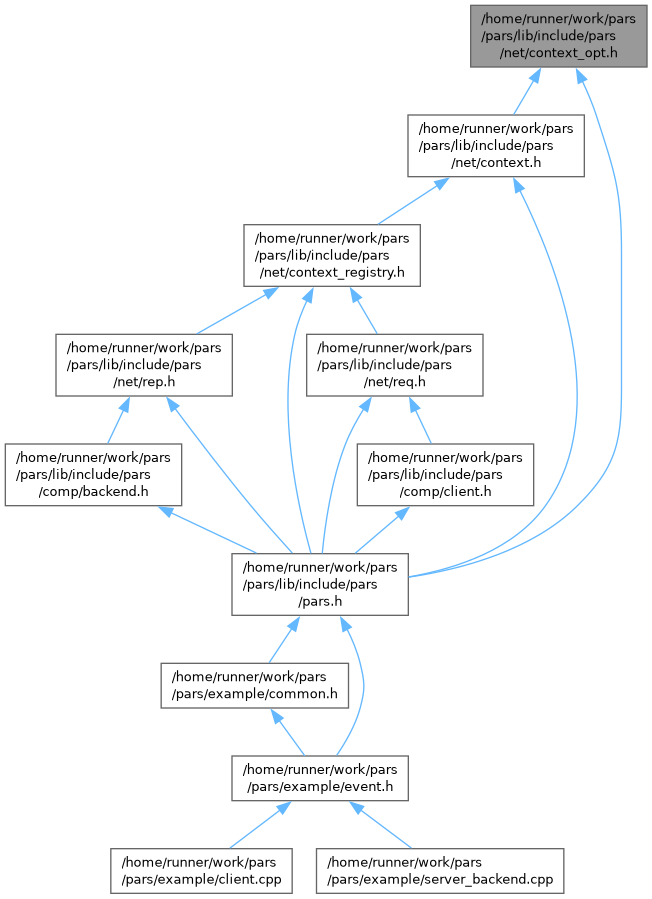 /home/runner/work/pars
/pars/lib/include/pars
/net/context_opt.h
/home/runner/work/pars
/pars/lib/include/pars
/net/context.h
/home/runner/work/pars
/pars/lib/include/pars
/net/context_registry.h
/home/runner/work/pars
/pars/lib/include/pars
/net/rep.h
/home/runner/work/pars
/pars/lib/include/pars
/net/req.h
/home/runner/work/pars
/pars/lib/include/pars
/comp/backend.h
/home/runner/work/pars
/pars/lib/include/pars
/comp/client.h
/home/runner/work/pars
/pars/lib/include/pars
/pars.h
/home/runner/work/pars
/pars/example/common.h
/home/runner/work/pars
/pars/example/event.h
/home/runner/work/pars
/pars/example/client.cpp
/home/runner/work/pars
/pars/example/server_backend.cpp